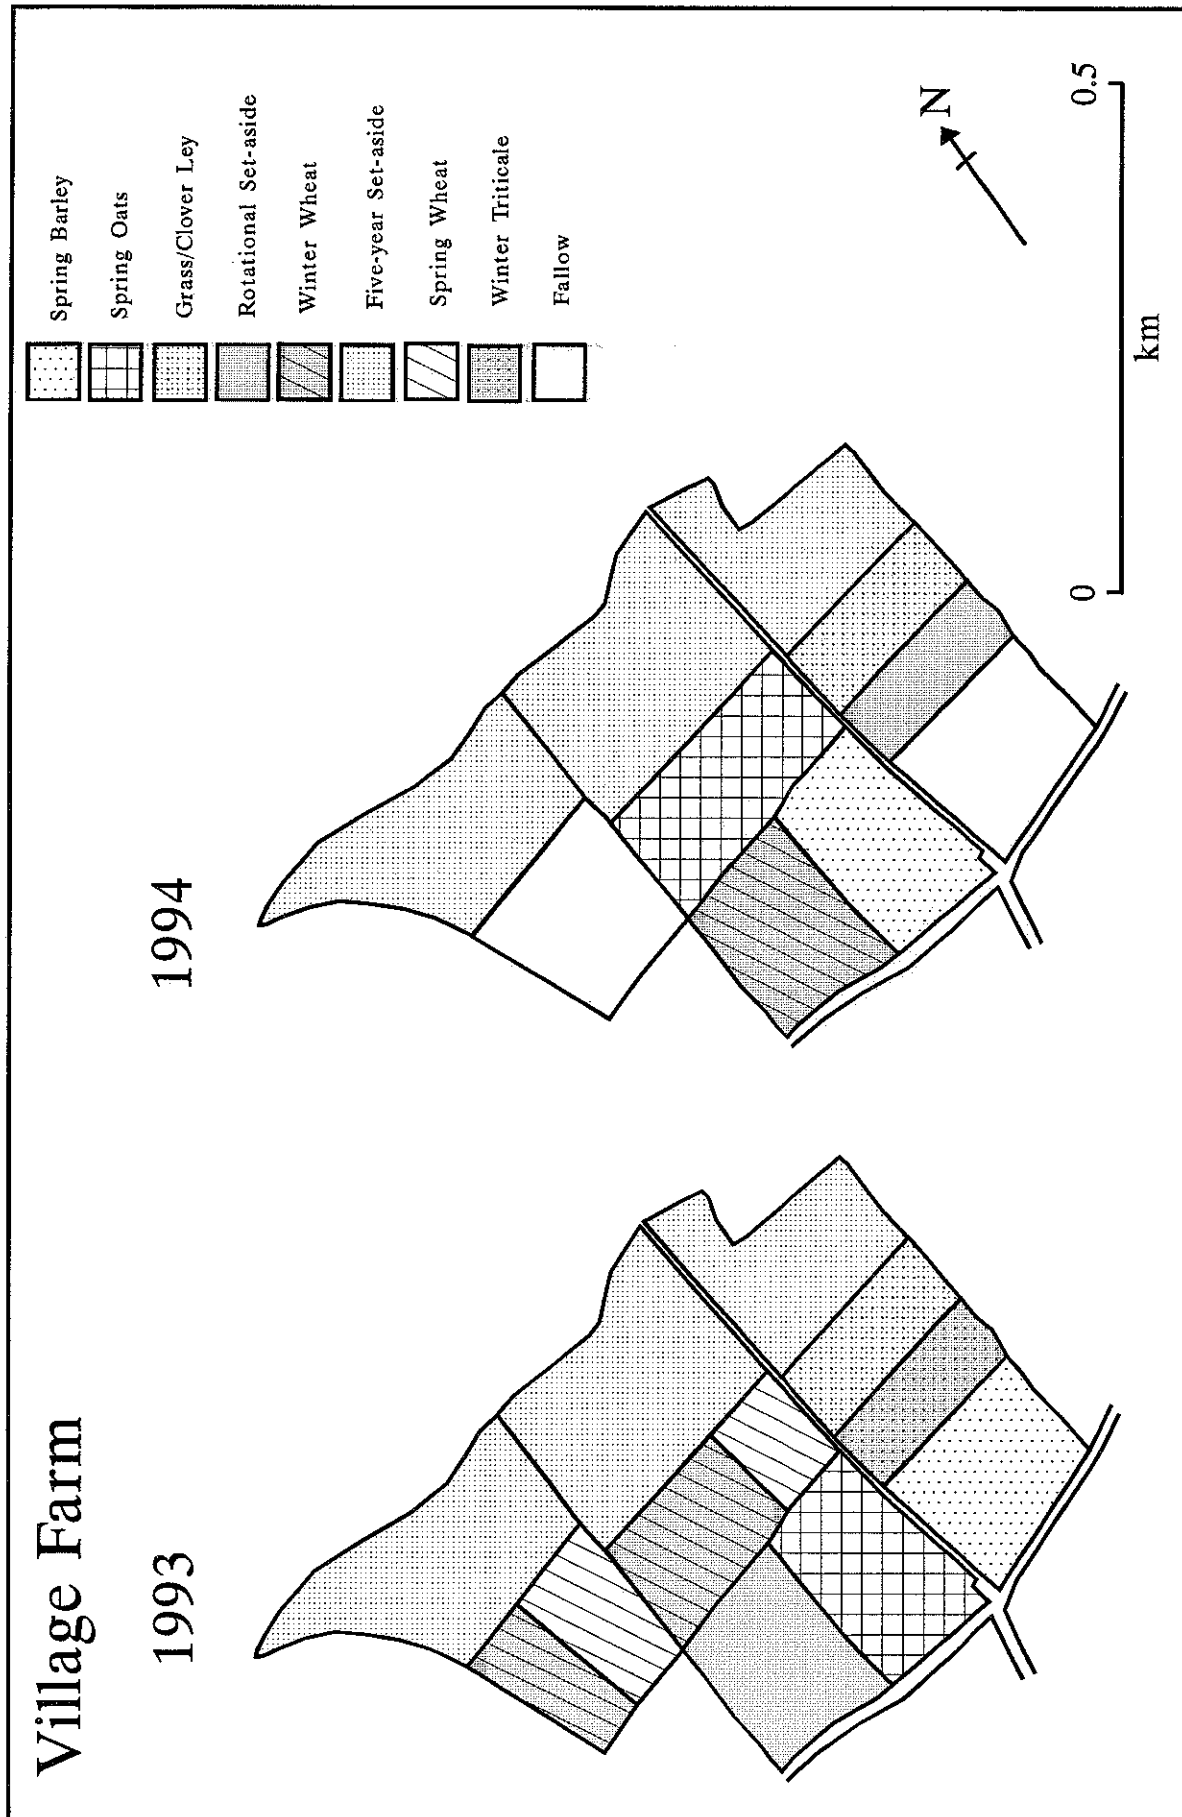 Village Farm
1993
1994
Spring Barley
Spring Oats
Grass/Clover Ley
Rotational Set-aside
Winter Wheat
Five-year Set-aside
Spring Wheat
Winter Triticale
Fallow
N
0
0.5
km